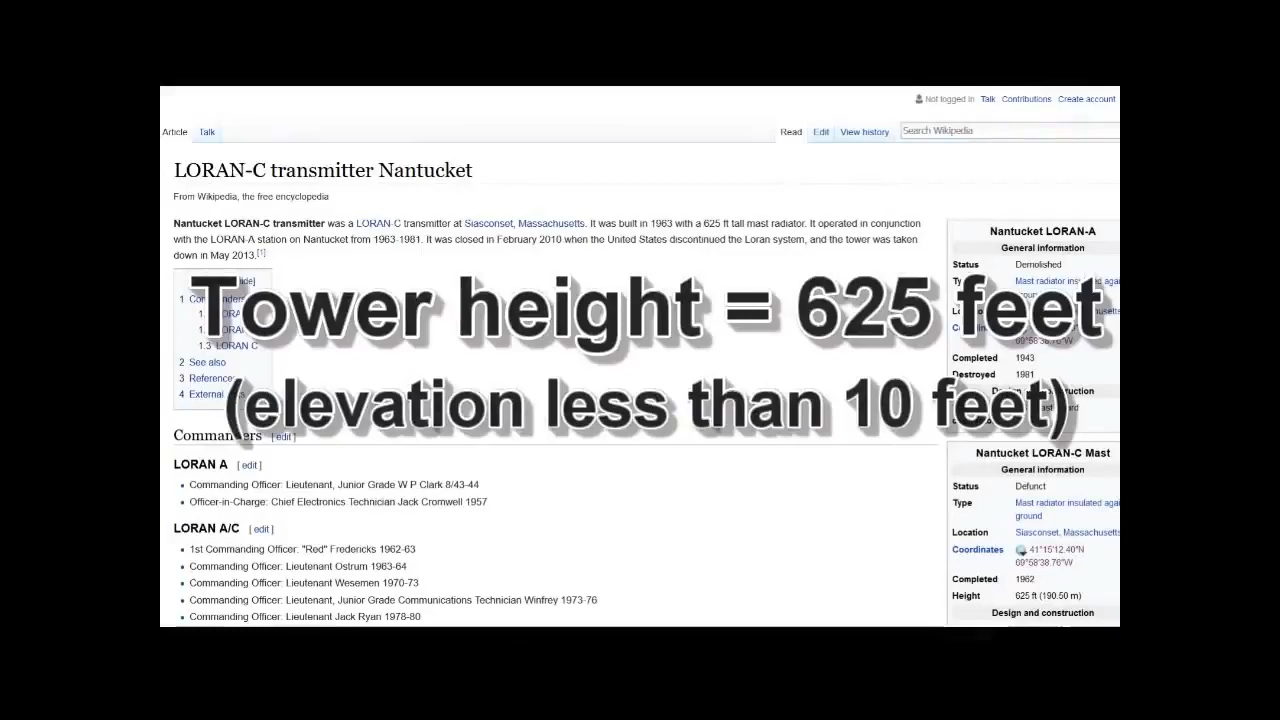 Not logged in Talk Contributions Create account
Article Talk Read Edit View history Search Wikipedia
LORAN-C transmitter Nantucket
From Wikipedia, the free encyclopedia
Nantucket LORAN-C transmitter was a LORAN-C transmitter at Siasconset, Massachusetts. It was built in 1963 with a 625 ft tall mast radiator. It operated in conjunction
with the LORAN-A station on Nantucket from 1963-1981. It was closed in February 2010 when the United States discontinued the Loran system, and the tower was taken
down in May 2013.[1]
Tower height = 625 feet
(elevation less than 10 feet)
1.3 LORAN C
2 See also
3
4 External
Commanders [ edit ]
LORAN A [ edit ]
• Commanding Officer: Lieutenant, Junior Grade W P Clark 8/43-44
• Officer-in-Charge: Chief Electronics Technician Jack Cromwell 1957
LORAN A/C [ edit ]
• 1st Commanding Officer: "Red" Fredericks 1962-63
• Commanding Officer: Lieutenant Ostrum 1963-64
• Commanding Officer: Lieutenant Wesemen 1970-73
• Commanding Officer: Lieutenant, Junior Grade Communications Technician Winfrey 1973-76
• Commanding Officer: Lieutenant Jack Ryan 1978-80
Nantucket LORAN-A
General information
Status Demolished
Mast radiator
69°58'38.76"W
Completed 1943
Destroyed 1981
Nantucket LORAN-C Mast
General information
Status Defunct
Type Mast radiator insulated agai
ground
Location Siasconset, Massachusetts
Coordinates 41°15'12.40"N
69°58'38.76"W
Completed 1962
Height 625 ft (190.50 m)
Design and construction